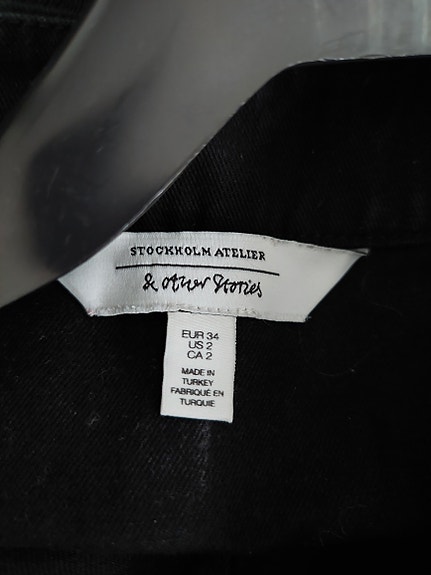 STOCKHOLM ATELIER
& other Stories
EUR 34
US 2
CA 2
MADE IN
TURKEY
FABRIQUÉ EN
TURQUIE